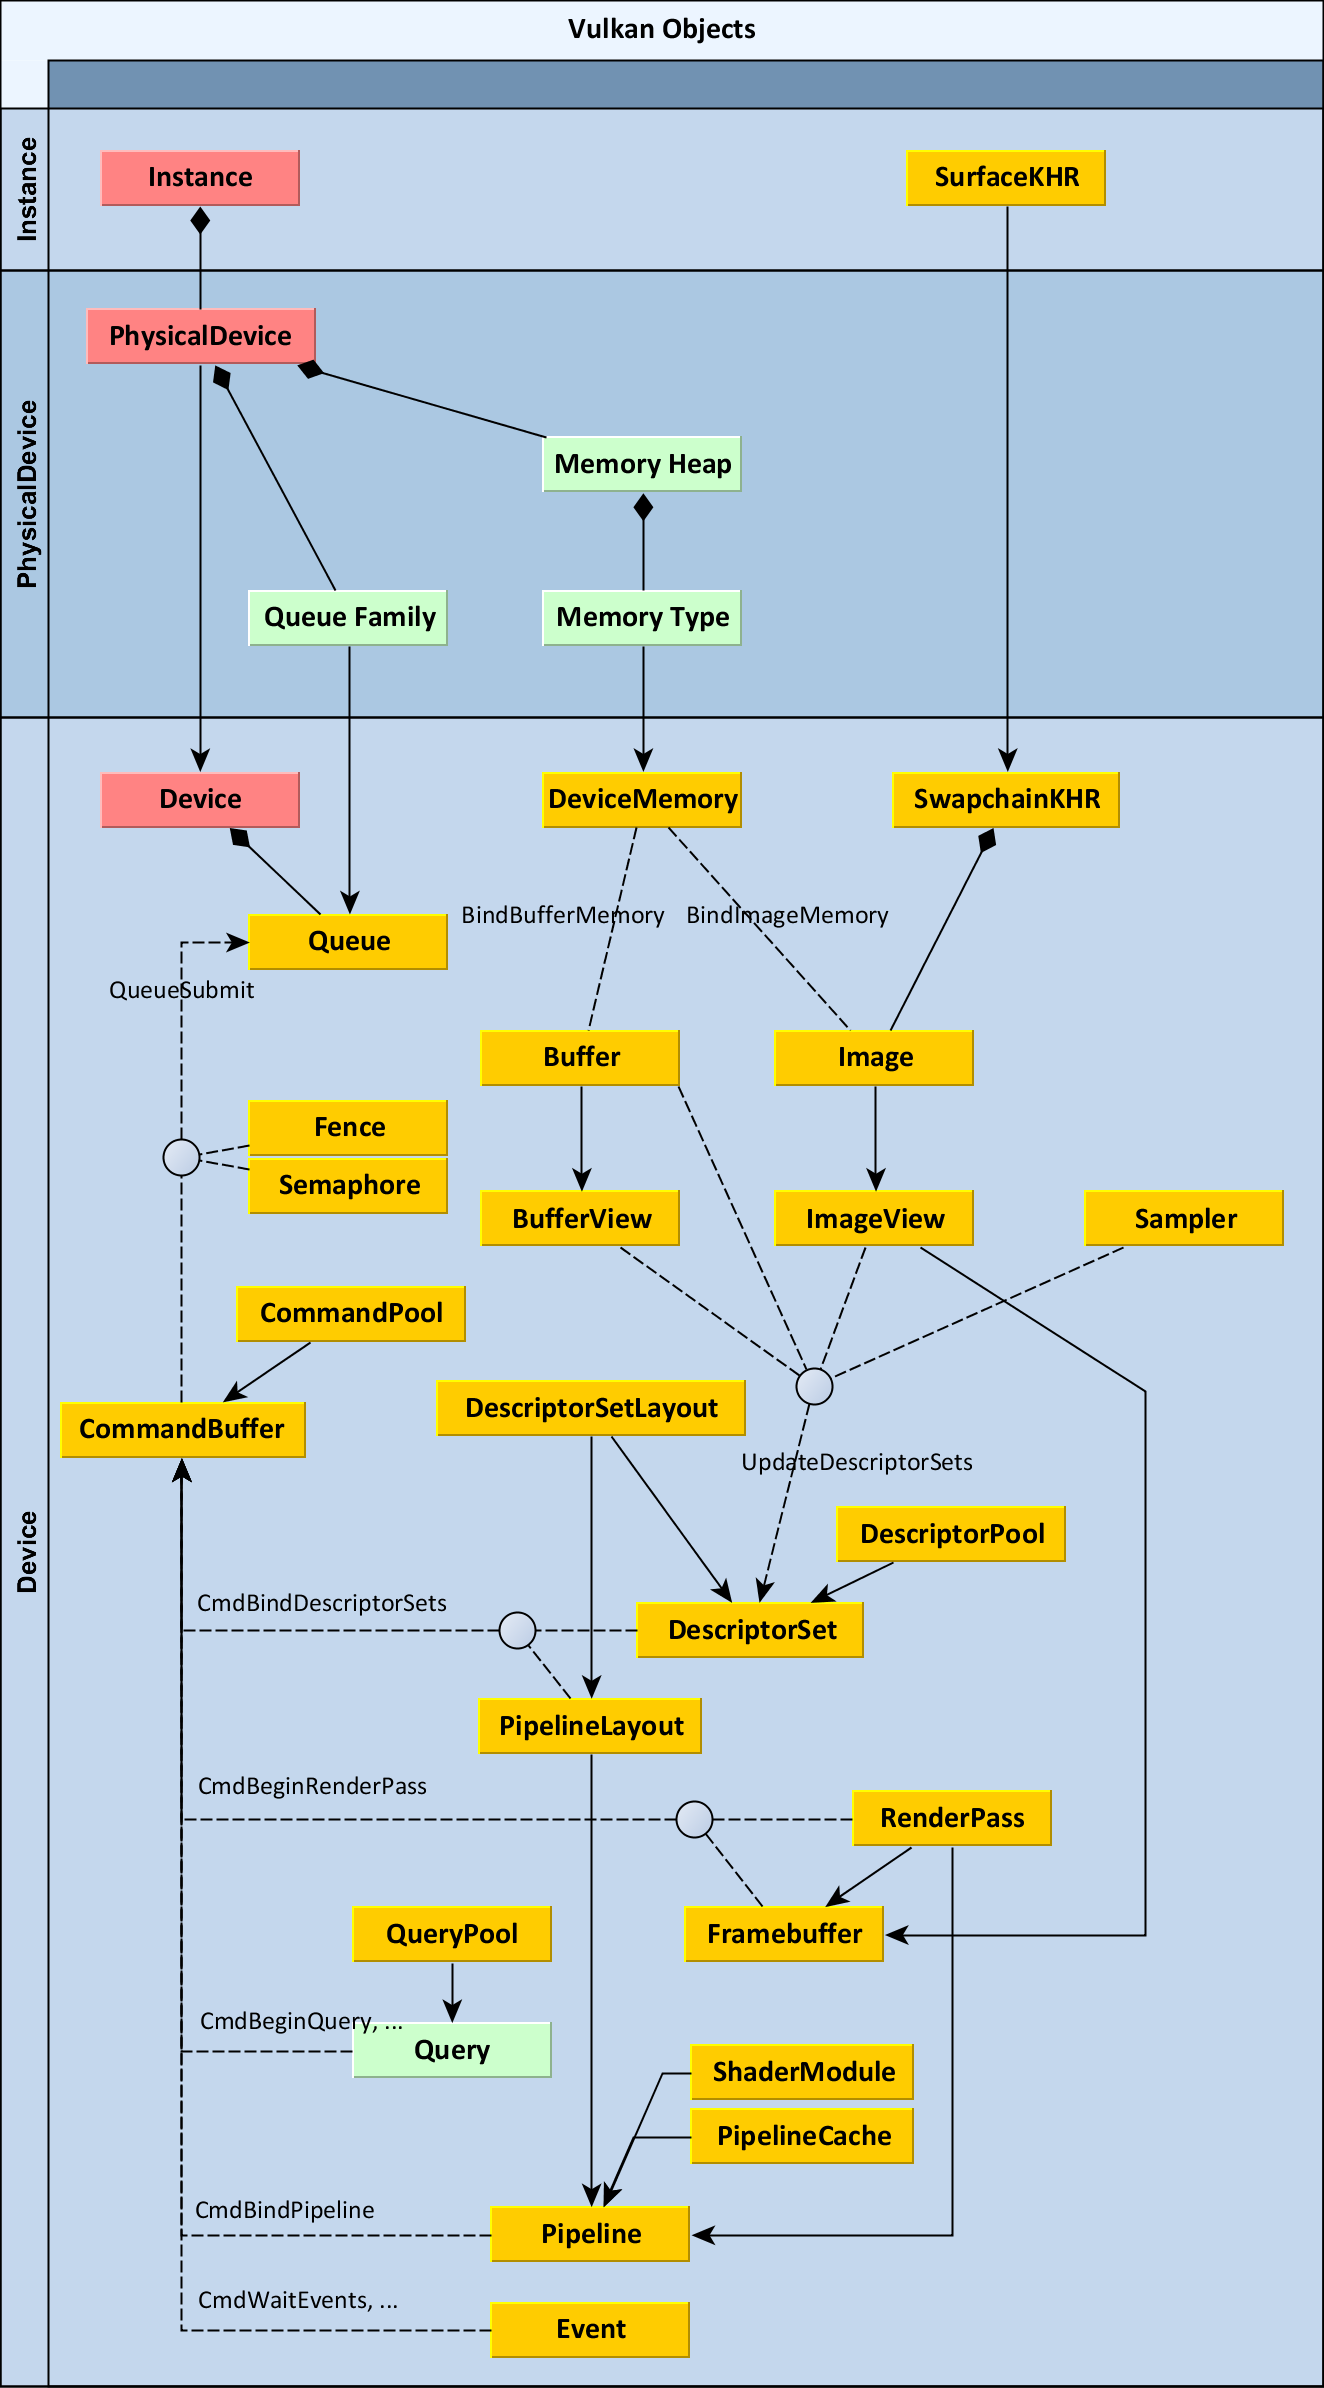 Vulkan Objects
Instance
Instance
SurfaceKHR
PhysicalDevice
PhysicalDevice
Memory Heap
Queue Family
Memory Type
Device
Device
DeviceMemory
SwapchainKHR
BindBufferMemory
BindImageMemory
Queue
QueueSubmit
Buffer
Image
Fence
Semaphore
BufferView
ImageView
Sampler
CommandPool
DescriptorSetLayout
CommandBuffer
UpdateDescriptorSets
DescriptorPool
CmdBindDescriptorSets
DescriptorSet
PipelineLayout
CmdBeginRenderPass
RenderPass
QueryPool
Framebuffer
CmdBeginQuery, ...
Query
ShaderModule
PipelineCache
CmdBindPipeline
Pipeline
CmdWaitEvents, ...
Event